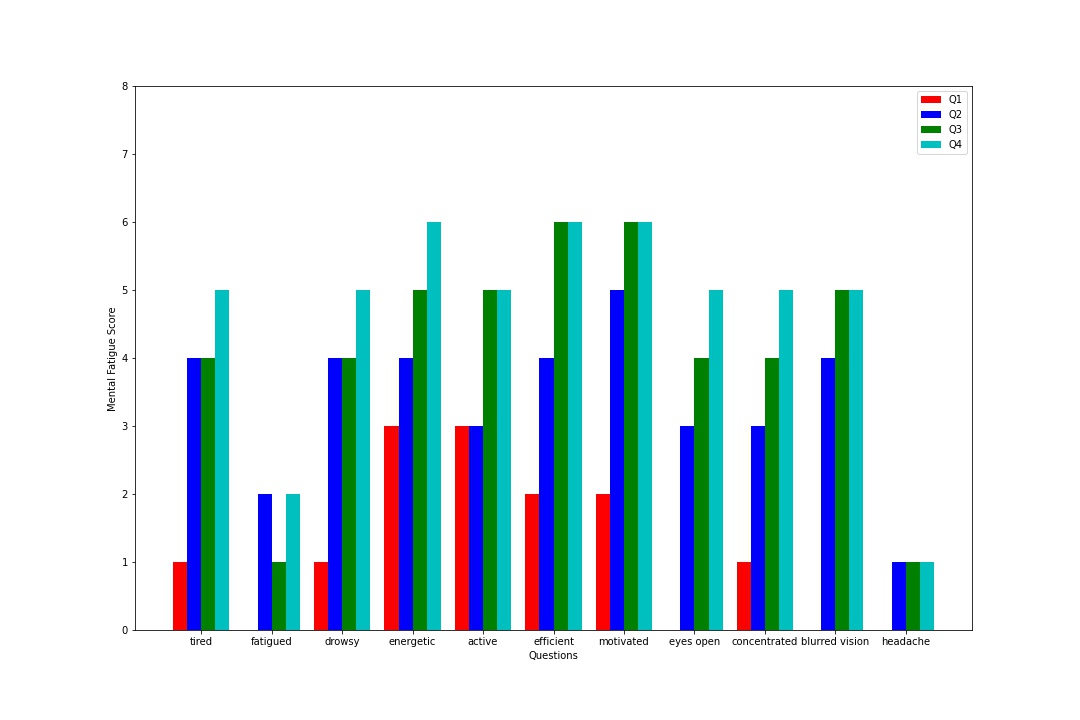 8
7
6
5
4
3
2
1
0
Mental Fatigue Score
Q1
Q2
Q3
Q4
tired fatigued drowsy energetic active efficient motivated eyes open concentrated blurred vision headache
Questions